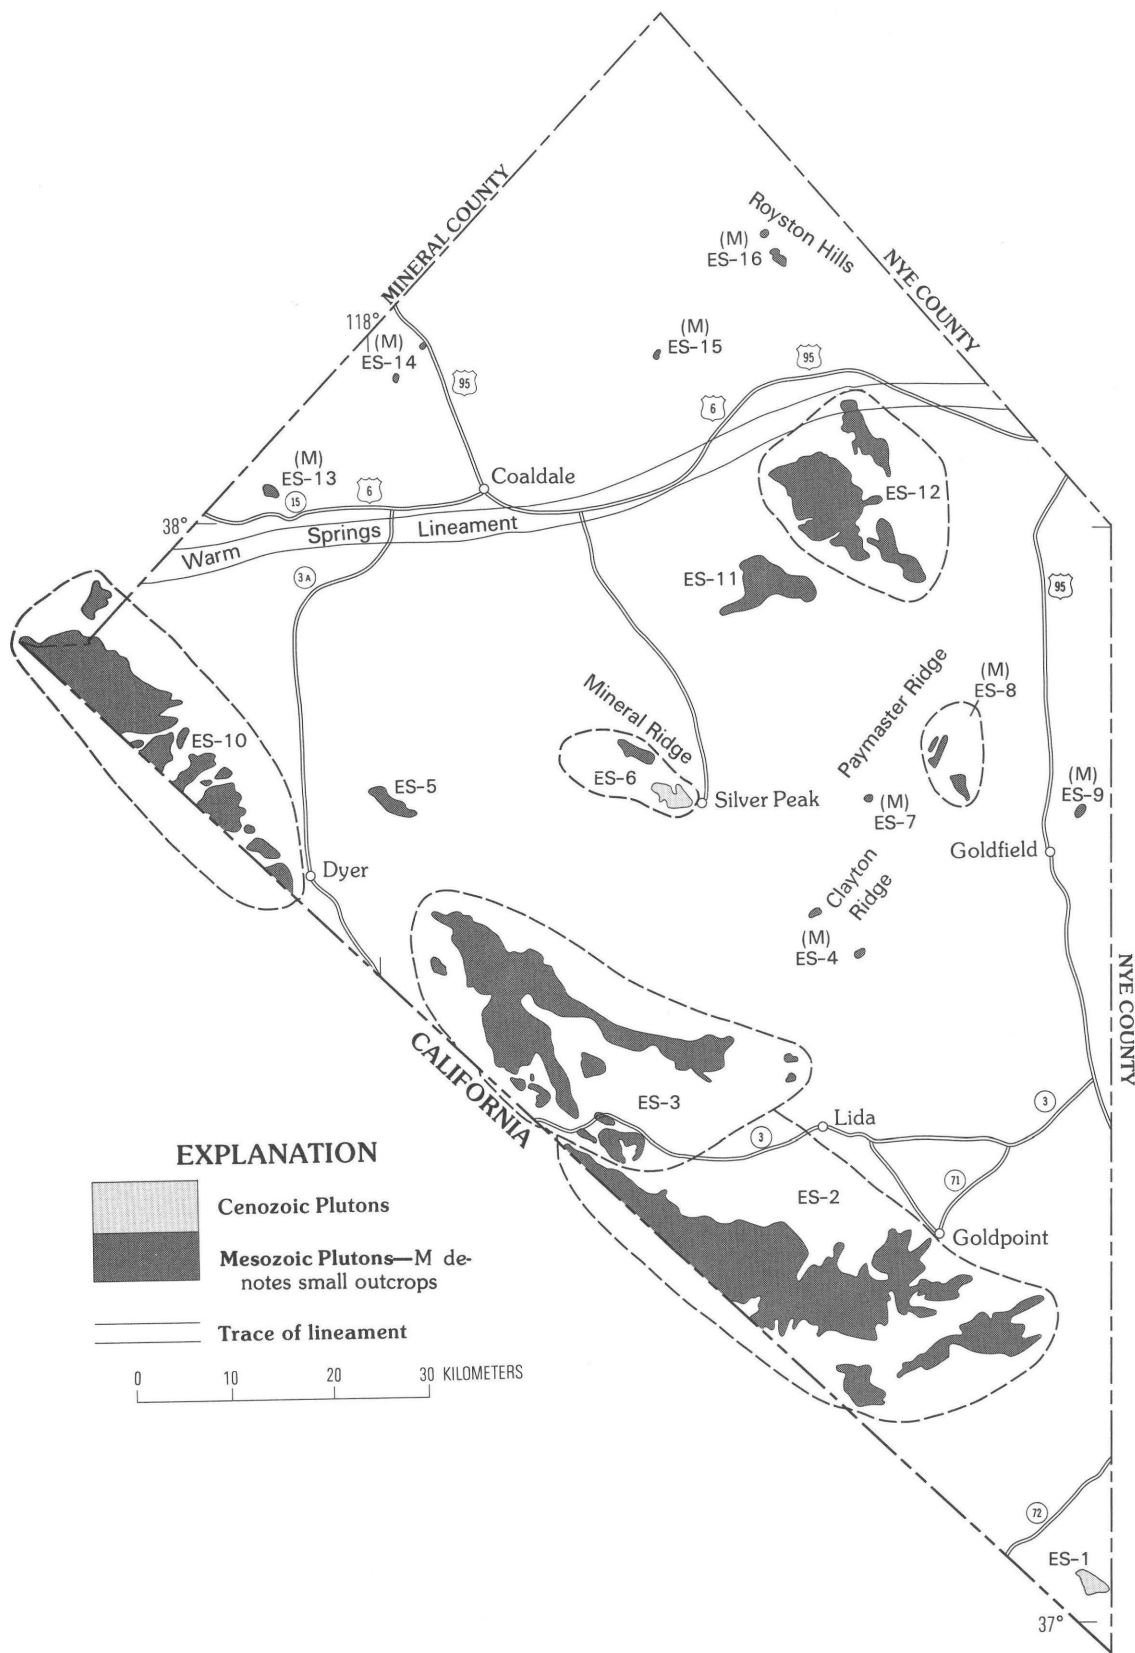 MINERAL COUNTY
NYE COUNTY
Royston Hills
(M)
ES-16
118°
(M)
ES-14
95
(M)
ES-15
95
6
(M)
ES-13
15
6
Coaldale
ES-12
38°
Warm Springs Lineament
3A
ES-11
95
Mineral Ridge
Paymaster Ridge
(M)
ES-8
ES-10
ES-6
ES-5
Silver Peak
(M)
ES-7
(M)
ES-9
Goldfield
Dyer
Clayton
Ridge
(M)
ES-4
NYE COUNTY
CALIFORNIA
ES-3
3
Lida
3
71
ES-2
Goldpoint
EXPLANATION
Cenozoic Plutons
Mesozoic Plutons—M de-
notes small outcrops
Trace of lineament
0 10 20 30 KILOMETERS
72
ES-1
37°